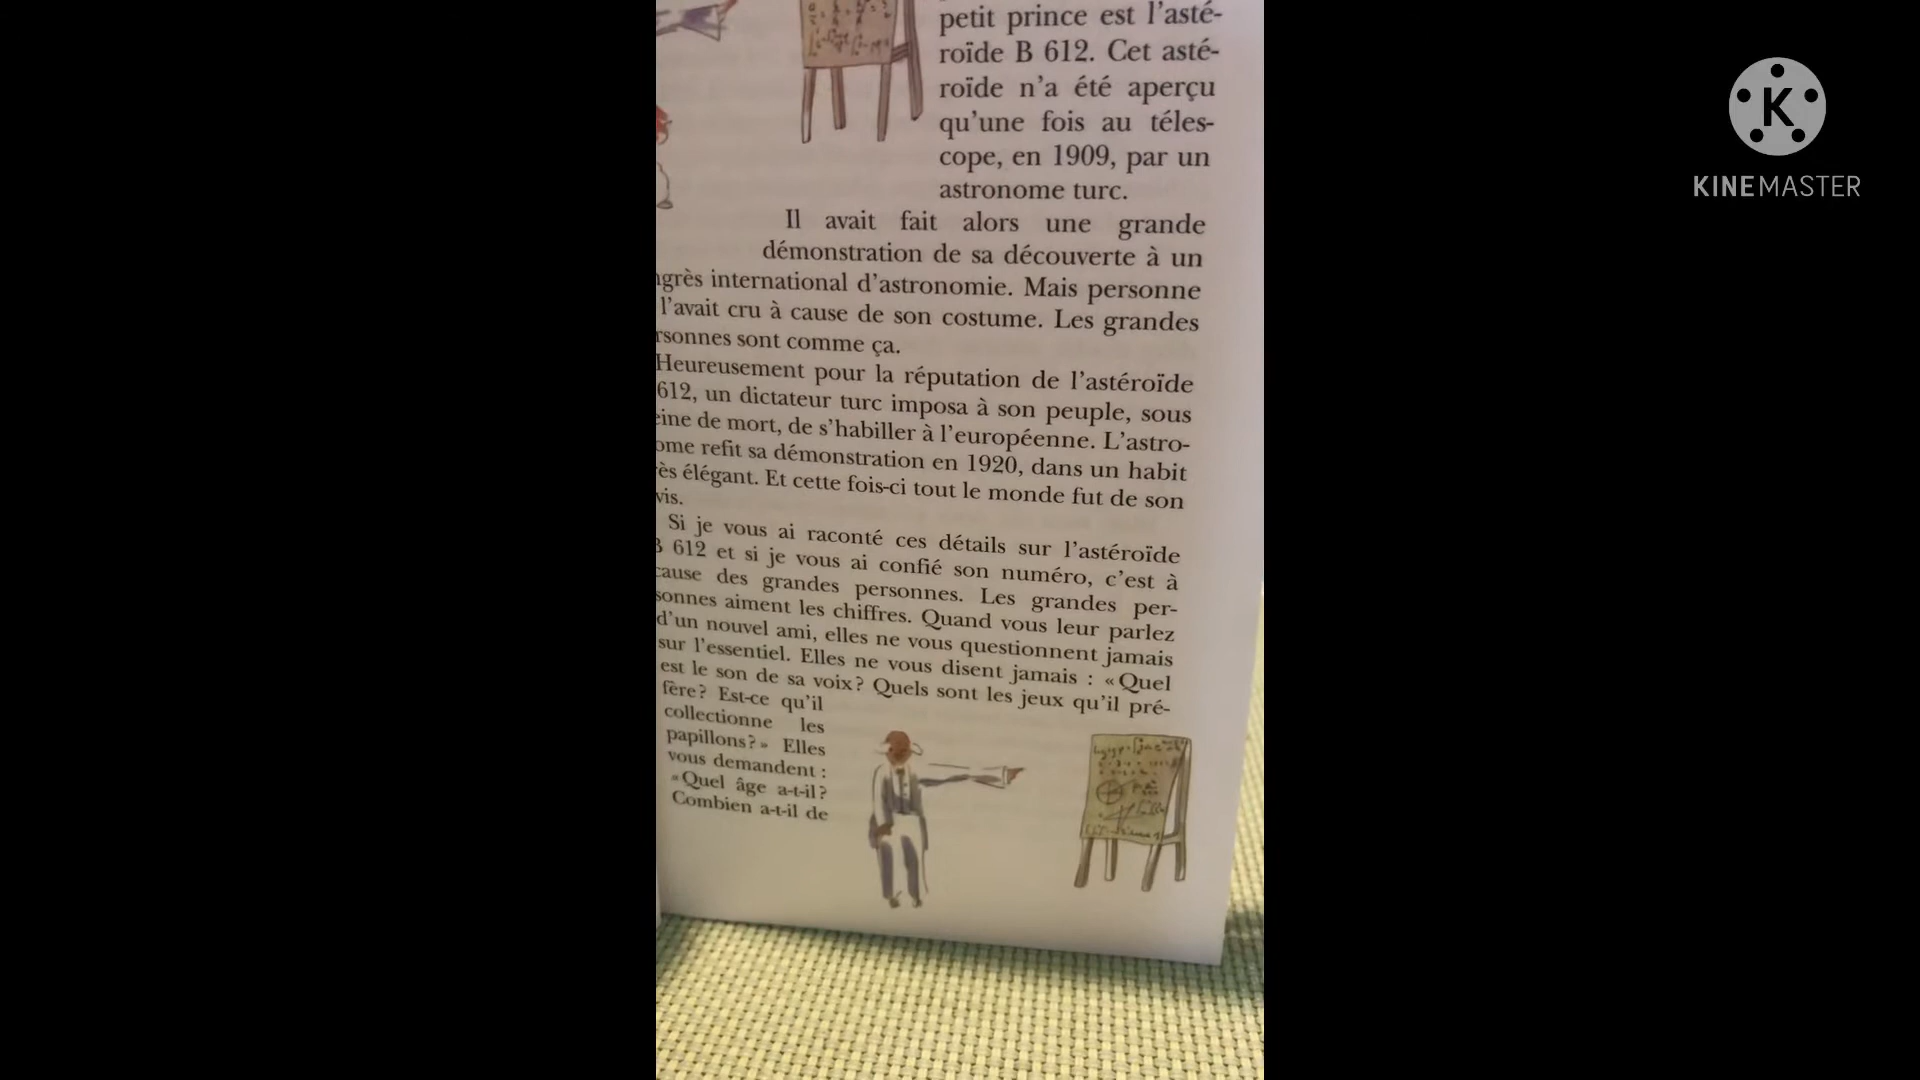 petit prince est l'asté-
roïde B 612. Cet asté-
roïde n'a été aperçu
qu'une fois au téles-
cope, en 1909, par un
astronome turc.
Il avait fait alors une grande
démonstration de sa découverte à un
ngrès international d'astronomie. Mais personne
l'avait cru à cause de son costume. Les grandes
rsonnes sont comme ça.
Heureusement pour la réputation de l'astéroïde
612, un dictateur turc imposa à son peuple, sous
eine de mort, de s'habiller à l'européenne. L'astro-
ome refit sa démonstration en 1920, dans un habit
ès élégant. Et cette fois-ci tout le monde fut de son
vis.
Si je vous ai raconté ces détails sur l'astéroïde
B 612 et si je vous ai confié son numéro, c'est à
cause des grandes personnes. Les grandes per-
sonnes aiment les chiffres. Quand vous leur parlez
d'un nouvel ami, elles ne vous questionnent jamais
sur l'essentiel. Elles ne vous disent jamais : « Quel
est le son de sa voix ? Quels sont les jeux qu'il pré-
fère ? Est-ce qu'il
collectionne les
papillons ? » Elles
vous demandent :
« Quel âge a-t-il ?
Combien a-t-il de
K
KINEMASTER